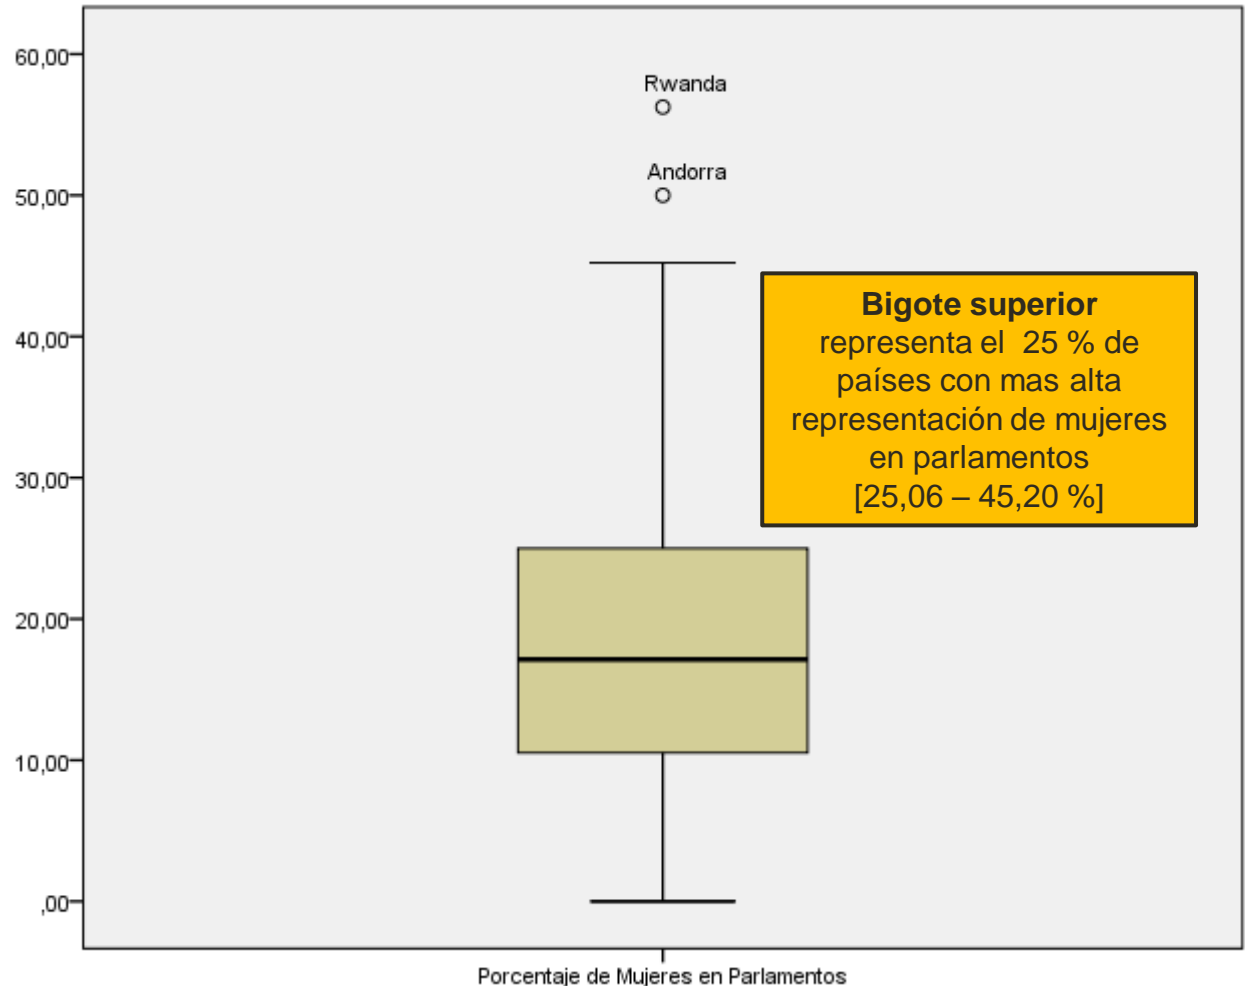 60,00
50,00
40,00
30,00
20,00
10,00
,00
Rwanda
Andorra
Bigote superior
representa el 25 % de
países con mas alta
representación de mujeres
en parlamentos
[25,06 – 45,20 %]
Porcentaje de Mujeres en Parlamentos